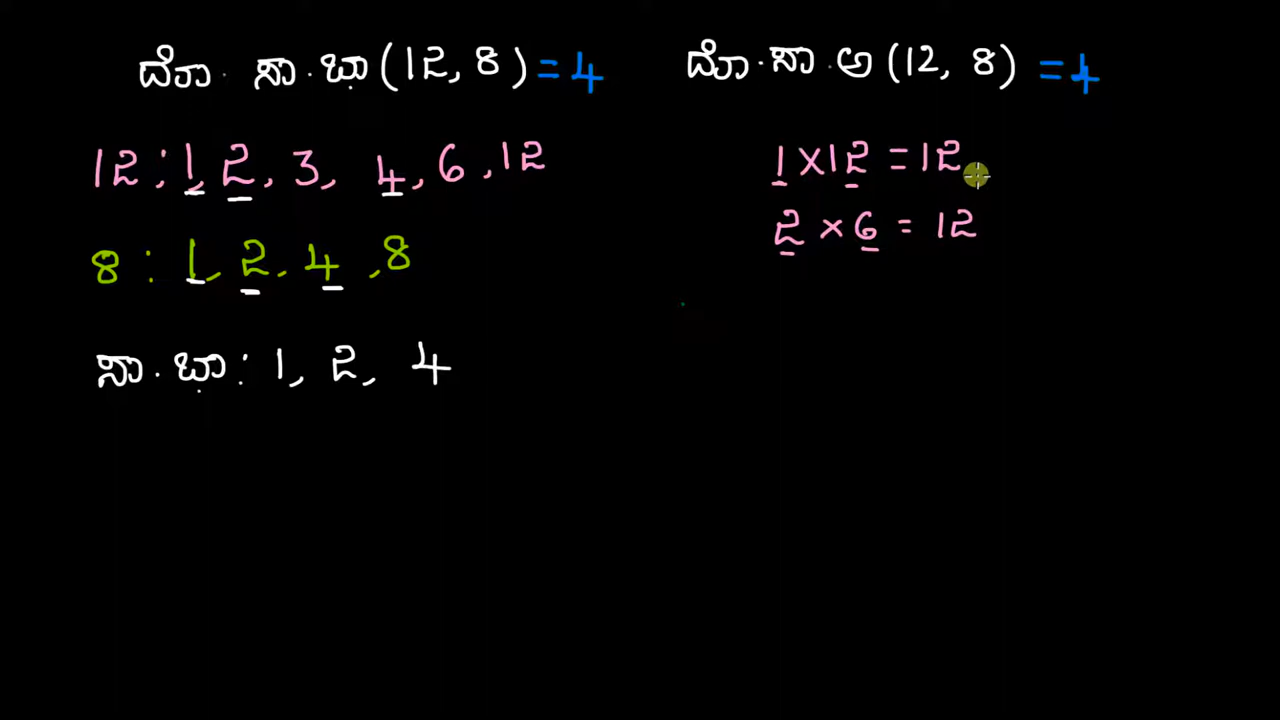 ದೊ. ಸಾ. ಭಾ (12, 8) = 4
12 : 1, 2, 3, 4, 6, 12
8 : 1, 2, 4, 8
ಸಾ. ಭಾ : 1, 2, 4
ದೊ. ಸಾ. ಅ (12, 8) = 4
1 × 12 = 12
2 × 6 = 12